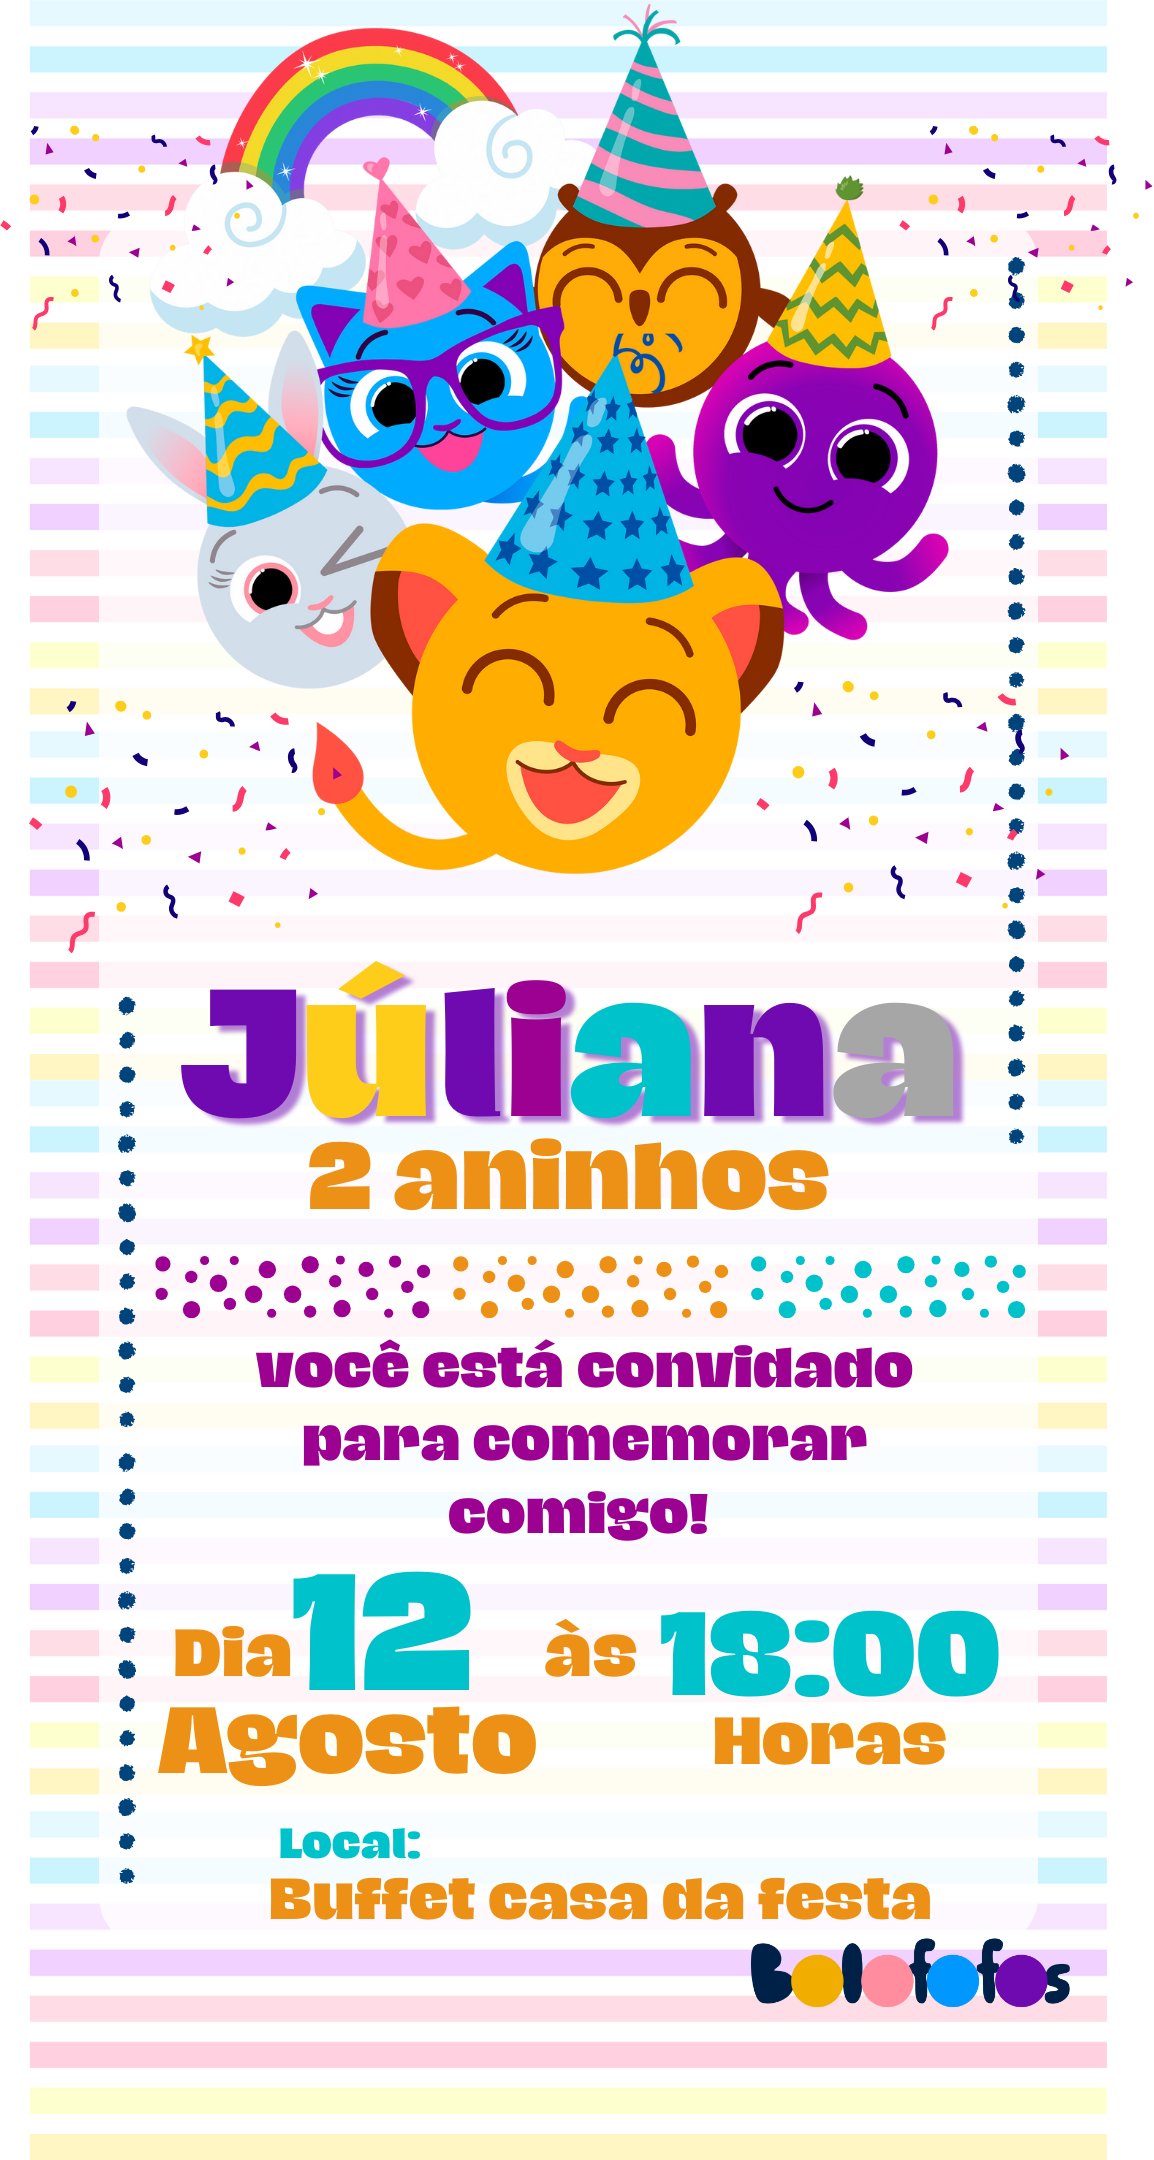 Júliana
2 aninhos
você está convidado
para comemorar
comigo!
Dia 12 às 18:00
Agosto Horas
Local:
Buffet casa da festa
Bolofofos